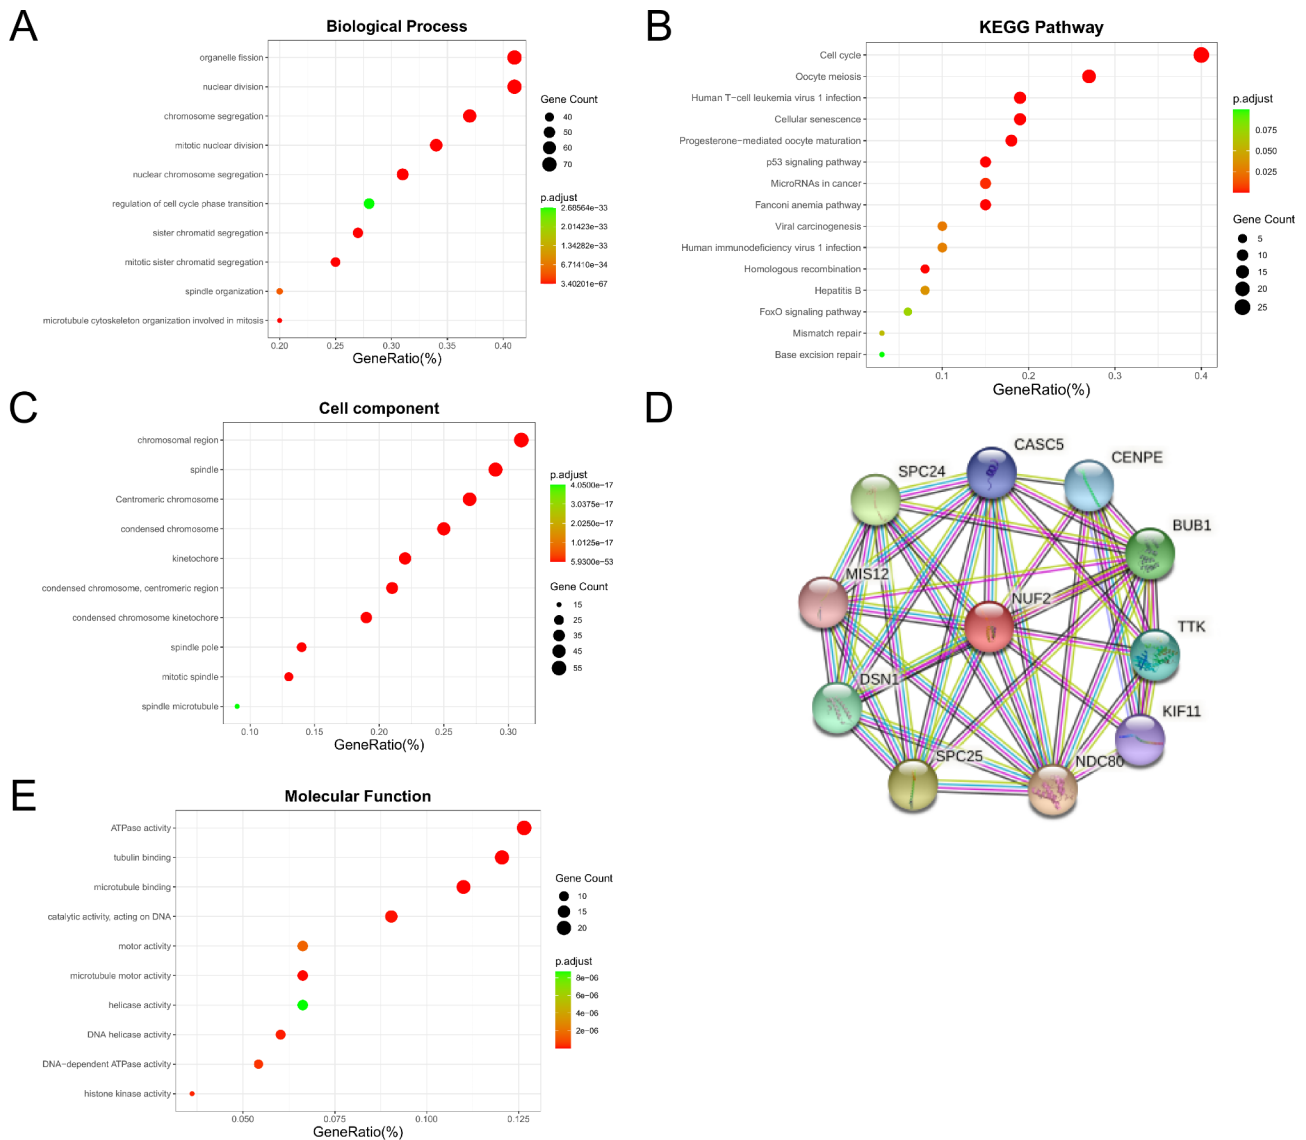 A
Biological Process
organelle fission
nuclear division
chromosome segregation
mitotic nuclear division
nuclear chromosome segregation
regulation of cell cycle phase transition
sister chromatid segregation
mitotic sister chromatid segregation
spindle organization
microtubule cytoskeleton organization involved in mitosis
0.20 0.25 0.30 0.35 0.40
GeneRatio(%)
Gene Count
40
50
60
70
p.adjust
2.68564e−33
2.01423e−33
1.34282e−33
6.71410e−34
3.40201e−67
B
KEGG Pathway
Cell cycle
Oocyte meiosis
Human T−cell leukemia virus 1 infection
Cellular senescence
Progesterone−mediated oocyte maturation
p53 signaling pathway
MicroRNAs in cancer
Fanconi anemia pathway
Viral carcinogenesis
Human immunodeficiency virus 1 infection
Homologous recombination
Hepatitis B
FoxO signaling pathway
Mismatch repair
Base excision repair
0.1 0.2 0.3 0.4
GeneRatio(%)
p.adjust
0.075
0.050
0.025
Gene Count
5
10
15
20
25
C
Cell component
chromosomal region
spindle
Centromeric chromosome
condensed chromosome
kinetochore
condensed chromosome, centromeric region
condensed chromosome kinetochore
spindle pole
mitotic spindle
spindle microtubule
0.10 0.15 0.20 0.25 0.30
GeneRatio(%)
p.adjust
4.0500e−17
3.0375e−17
2.0250e−17
1.0125e−17
5.9300e−53
Gene Count
15
25
35
45
55
D
CASC5
CENPE
SPC24
BUB1
MIS12
NUF2
TTK
DSN1
KIF11
SPC25
NDC80
E
Molecular Function
ATPase activity
tubulin binding
microtubule binding
catalytic activity, acting on DNA
motor activity
microtubule motor activity
helicase activity
DNA helicase activity
DNA−dependent ATPase activity
histone kinase activity
0.050 0.075 0.100 0.125
GeneRatio(%)
Gene Count
10
15
20
p.adjust
8e−06
6e−06
4e−06
2e−06